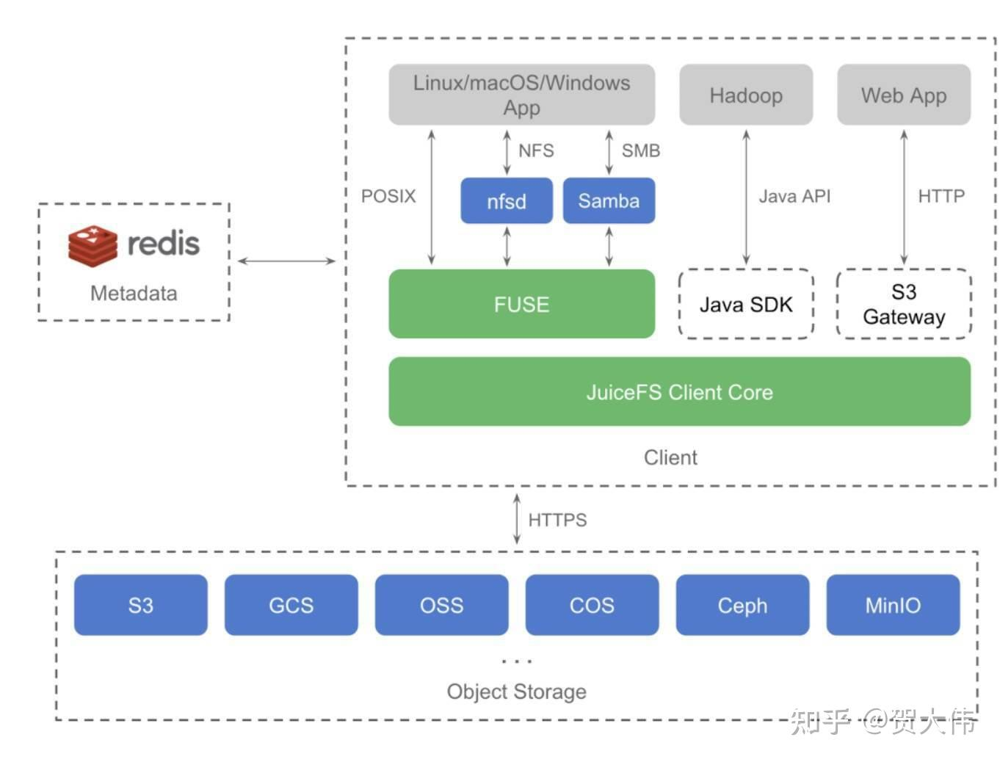 Linux/macOS/Windows
App
Hadoop
Web App
NFS
SMB
POSIX
nfsd
Samba
Java API
HTTP
redis
Metadata
FUSE
Java SDK
S3
Gateway
JuiceFS Client Core
Client
HTTPS
S3
GCS
OSS
COS
Ceph
MinIO
...
Object Storage
知乎 @贺大伟